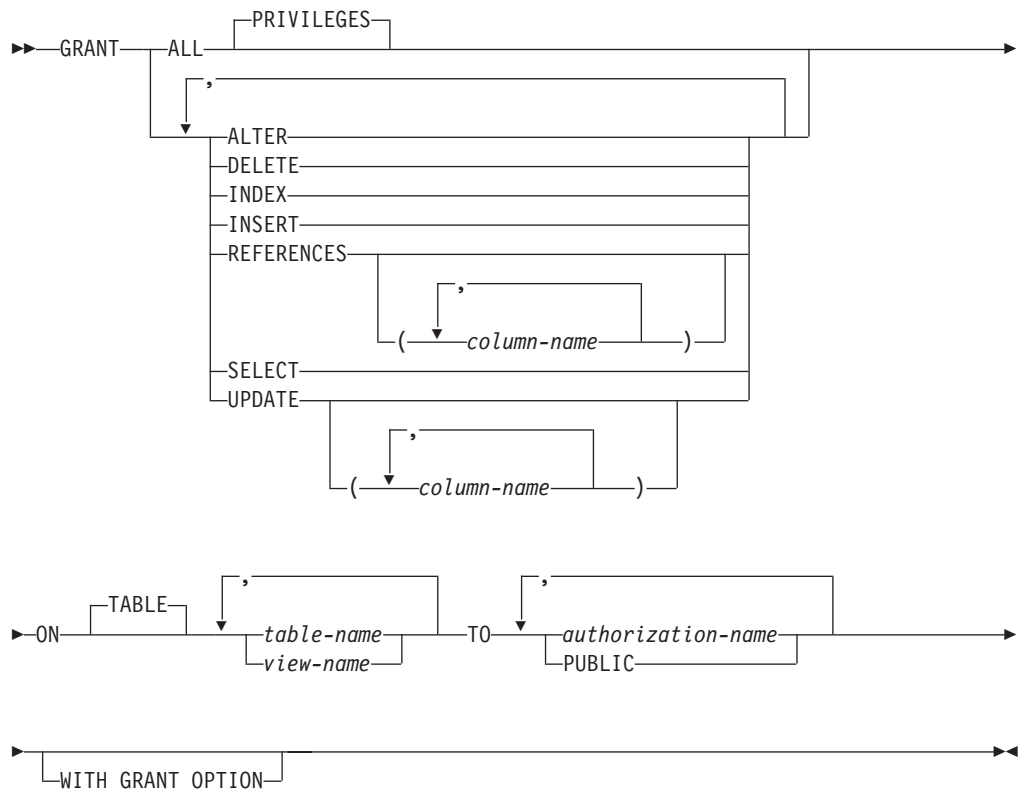 PRIVILEGES
GRANT ALL
,
ALTER
DELETE
INDEX
INSERT
REFERENCES
,
( column-name )
SELECT
UPDATE
,
( column-name )
TABLE , ,
ON table-name TO authorization-name
view-name PUBLIC
WITH GRANT OPTION